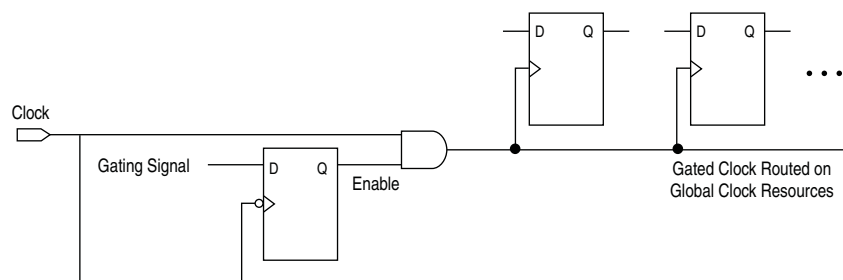 D Q
D Q
Clock
Gating Signal
D Q
Enable
Gated Clock Routed on
Global Clock Resources